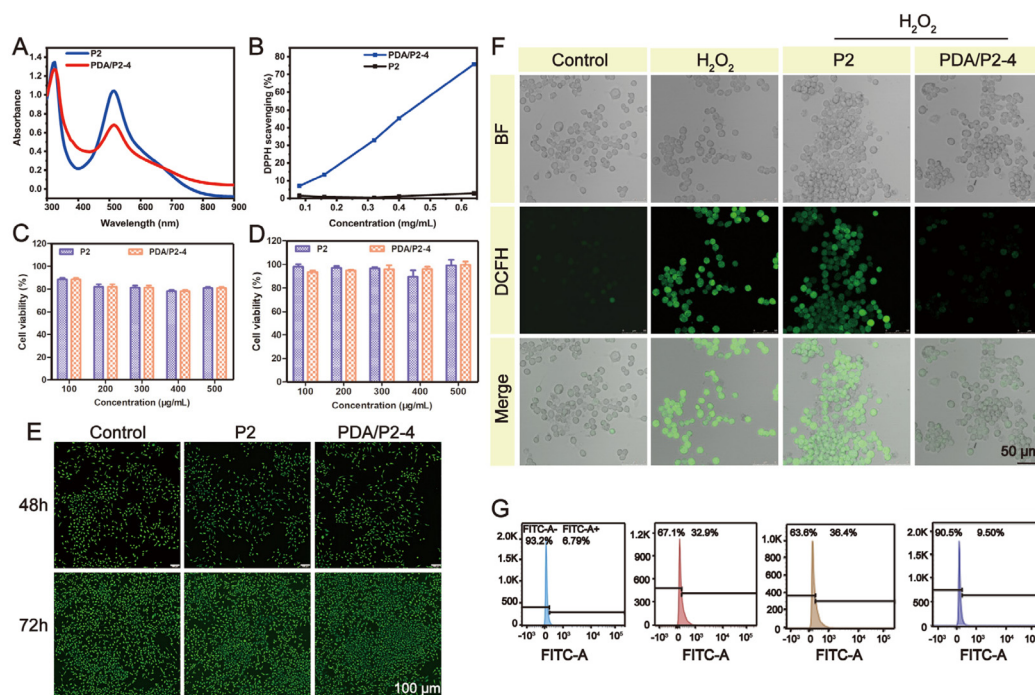 A
P2
PDA/P2-4
Absorbance
1.4
1.2
1.0
0.8
0.6
0.4
0.2
0.0
300 400 500 600 700 800 900
Wavelength (nm)
B
PDA/P2-4
P2
DPPH scavenging (%)
80
70
60
50
40
30
20
10
0
0.1 0.2 0.3 0.4 0.5 0.6
Concentration (mg/mL)
C
P2 PDA/P2-4
Cell viability (%)
120
100
80
60
40
20
0
100 200 300 400 500
Concentration (μg/mL)
D
P2 PDA/P2-4
Cell viability (%)
120
100
80
60
40
20
0
100 200 300 400 500
Concentration (μg/mL)
E
Control P2 PDA/P2-4
48h
72h
100 μm
F
H2O2
Control H2O2 P2 PDA/P2-4
BF
DCFH
Merge
50 μm
G
FITC-A- FITC-A+
93.2% 6.79%
2.0K
1.5K
1.0K
500
0
-10³ 0 10³ 10⁴ 10⁵
FITC-A
67.1% 32.9%
1.2K
900
600
300
0
-10³ 0 10³ 10⁴ 10⁵
FITC-A
63.6% 36.4%
1.0K
800
600
400
200
0
-10³ 0 10³ 10⁴ 10⁵
FITC-A
90.5% 9.50%
2.0K
1.5K
1.0K
500
0
-10³ 0 10³ 10⁴ 10⁵
FITC-A